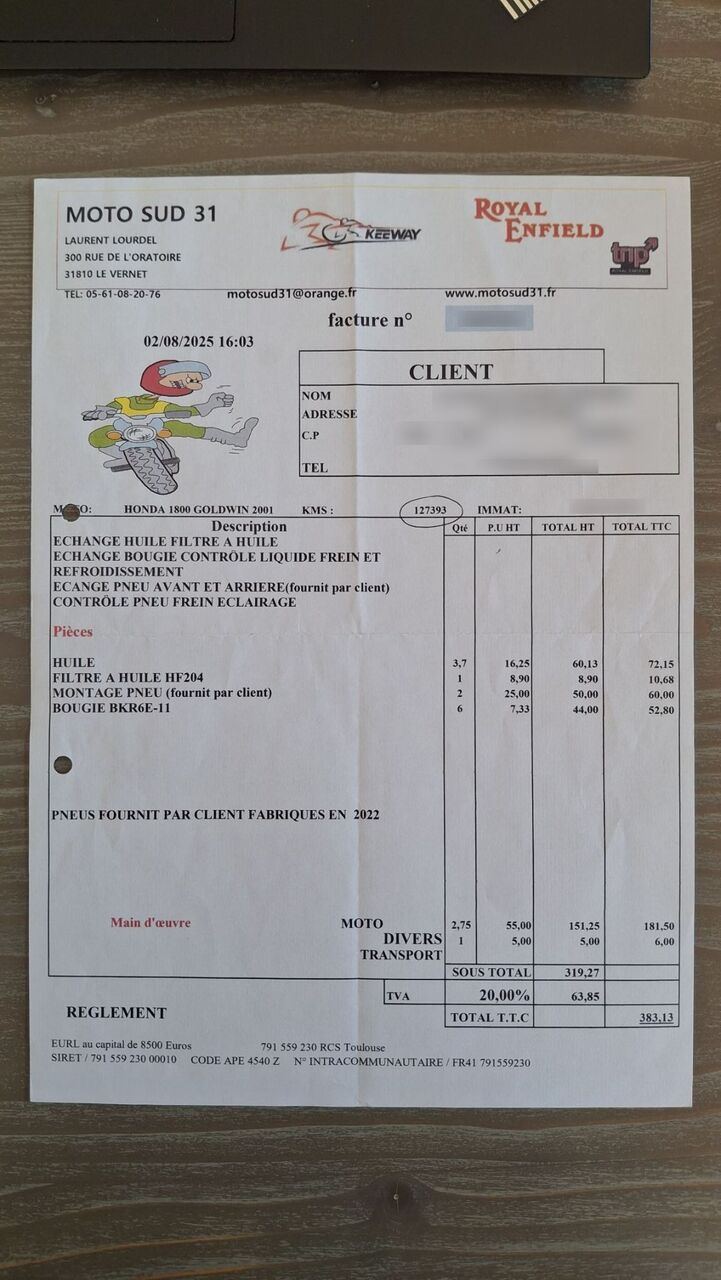 MOTO SUD 31
LAURENT LOURDEL
300 RUE DE L'ORATOIRE
31810 LE VERNET
TEL: 05-61-08-20-76 motosud31@orange.fr www.motosud31.fr
KEEWAY
ROYAL ENFIELD
trip
ROYAL ENFIELD
facture n°
02/08/2025 16:03
CLIENT
NOM
ADRESSE
C.P
TEL
MOTO: HONDA 1800 GOLDWIN 2001 KMS : 127393 IMMAT:
Description Qté P.U HT TOTAL HT TOTAL TTC
ECHANGE HUILE FILTRE A HUILE
ECHANGE BOUGIE CONTRÔLE LIQUIDE FREIN ET
REFROIDISSEMENT
ECANGE PNEU AVANT ET ARRIERE(fournit par client)
CONTRÔLE PNEU FREIN ECLAIRAGE
Pièces
HUILE 3,7 16,25 60,13 72,15
FILTRE A HUILE HF204 1 8,90 8,90 10,68
MONTAGE PNEU (fournit par client) 2 25,00 50,00 60,00
BOUGIE BKR6E-11 6 7,33 44,00 52,80
PNEUS FOURNIT PAR CLIENT FABRIQUES EN 2022
Main d'œuvre MOTO 2,75 55,00 151,25 181,50
DIVERS 1 5,00 5,00 6,00
TRANSPORT
SOUS TOTAL 319,27
TVA 20,00% 63,85
REGLEMENT TOTAL T.T.C 383,13
EURL au capital de 8500 Euros 791 559 230 RCS Toulouse
SIRET / 791 559 230 00010 CODE APE 4540 Z N° INTRACOMMUNAUTAIRE / FR41 791559230